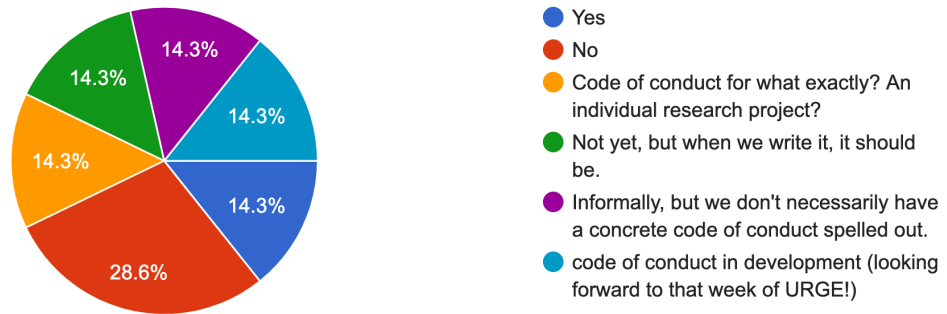 14.3%
14.3%
14.3%
14.3%
14.3%
28.6%
Yes
No
Code of conduct for what exactly? An
individual research project?
Not yet, but when we write it, it should
be.
Informally, but we don't necessarily have
a concrete code of conduct spelled out.
code of conduct in development (looking
forward to that week of URGE!)